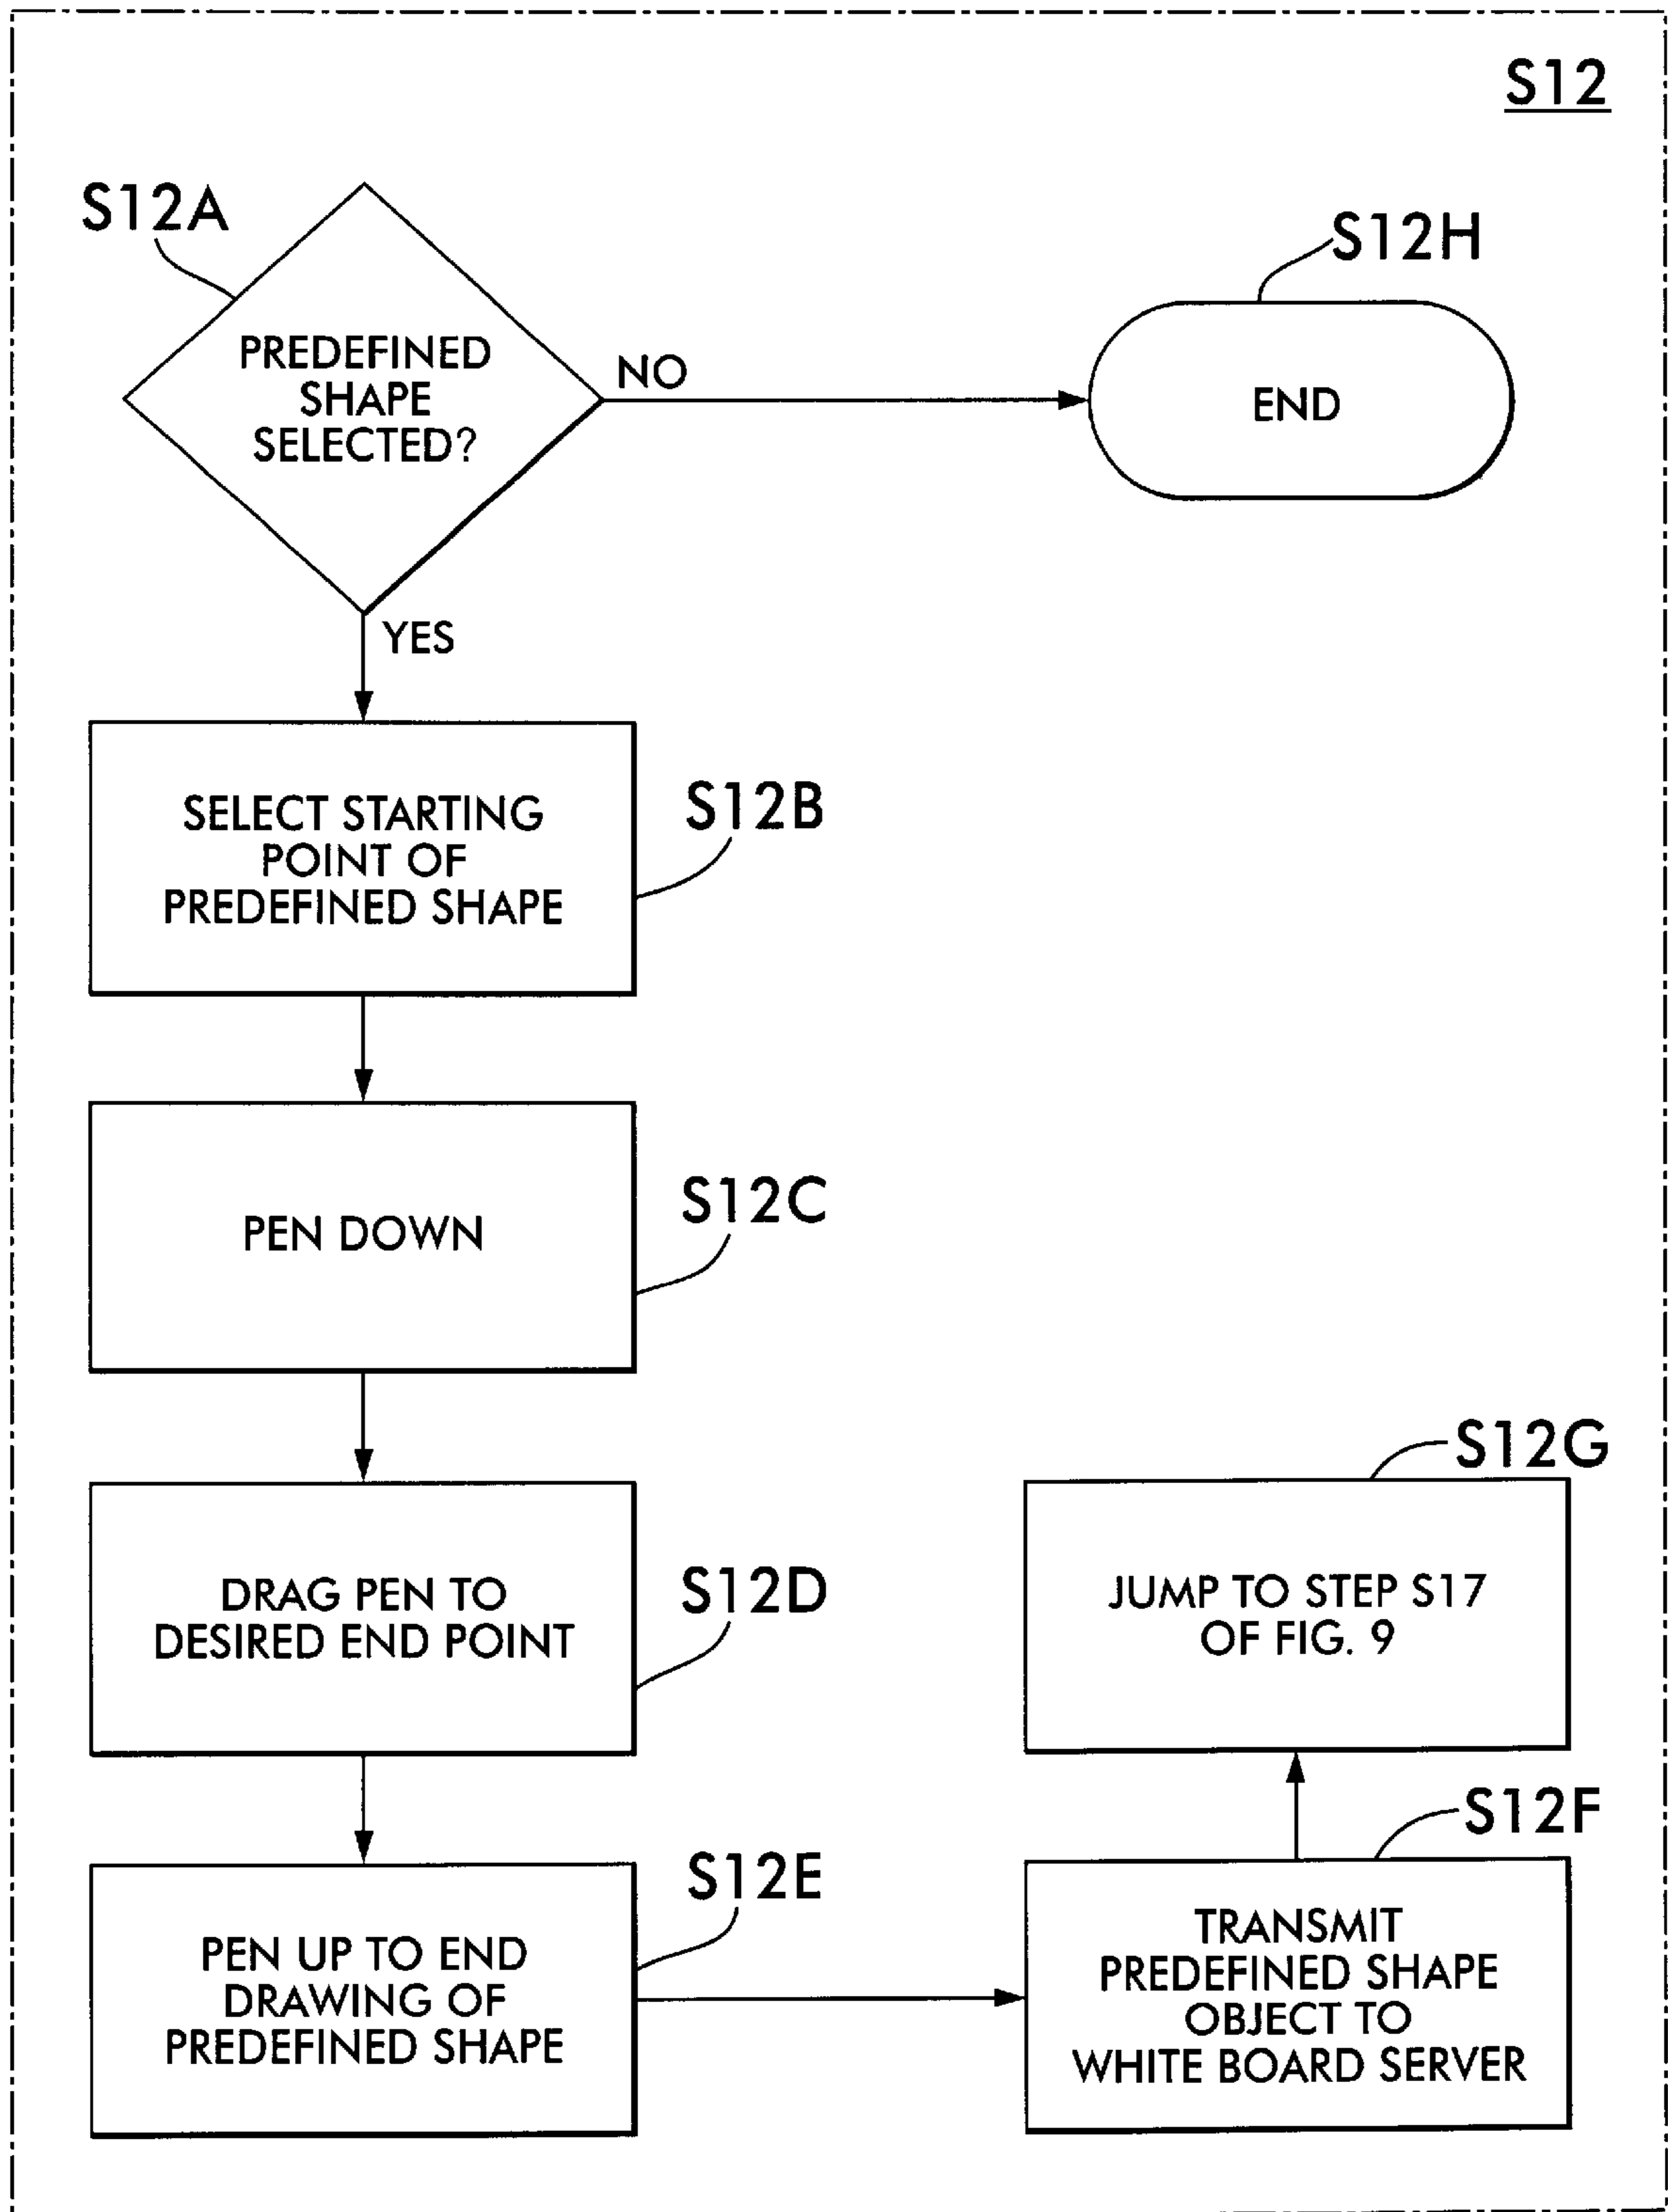 S12
S12A
PREDEFINED
SHAPE
SELECTED?
NO
S12H
END
YES
SELECT STARTING
POINT OF
PREDEFINED SHAPE
S12B
PEN DOWN
S12C
DRAG PEN TO
DESIRED END POINT
S12D
PEN UP TO END
DRAWING OF
PREDEFINED SHAPE
S12E
TRANSMIT
PREDEFINED SHAPE
OBJECT TO
WHITE BOARD SERVER
S12F
JUMP TO STEP S17
OF FIG. 9
S12G